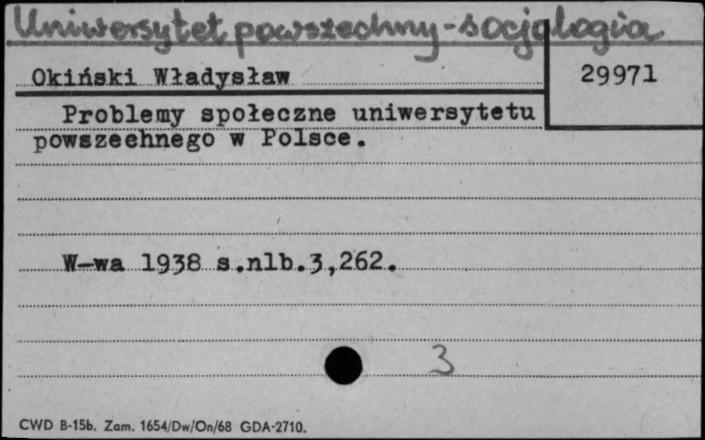 Uniwersytet powszechny - socjologia
Okiński Władysław
29971
Problemy społeczne uniwersytetu
powszechnego w Polsce.
W-wa 1938 s.nlb.3,262.
3
CWD B-15b. Zam. 1654/Dw/On/68 GDA-2710.